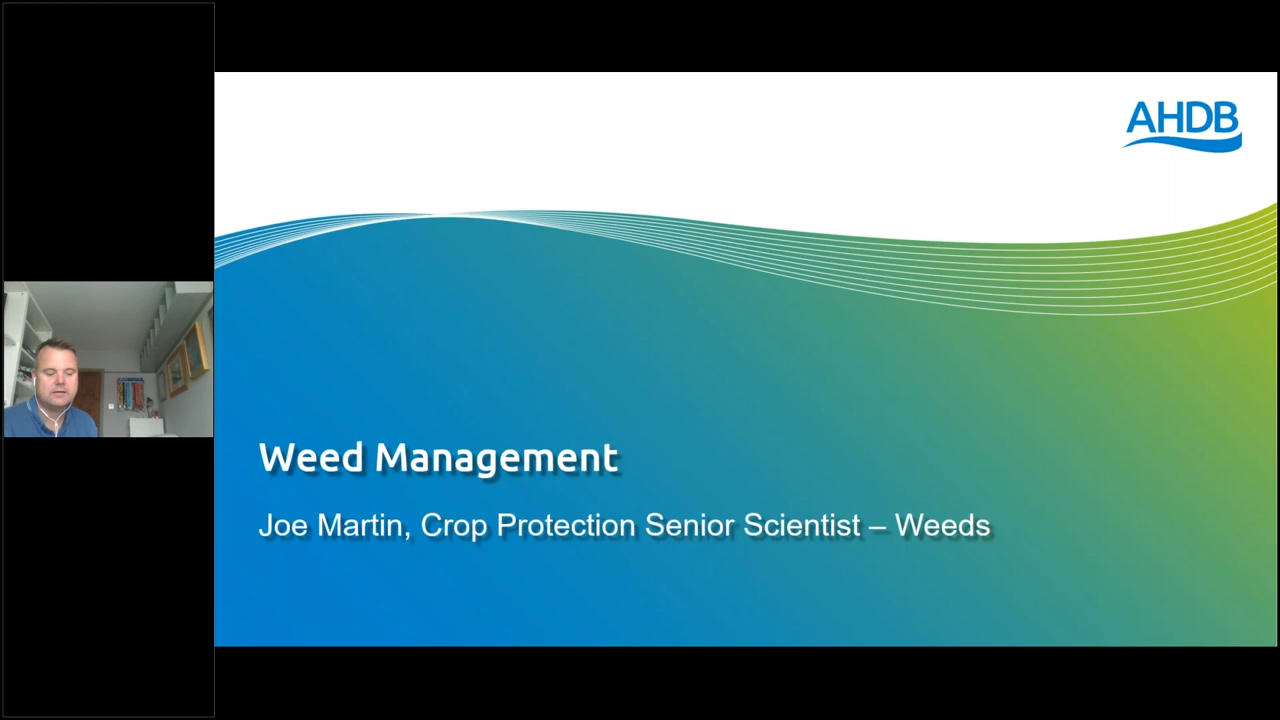 AHDB
Weed Management
Joe Martin, Crop Protection Senior Scientist – Weeds